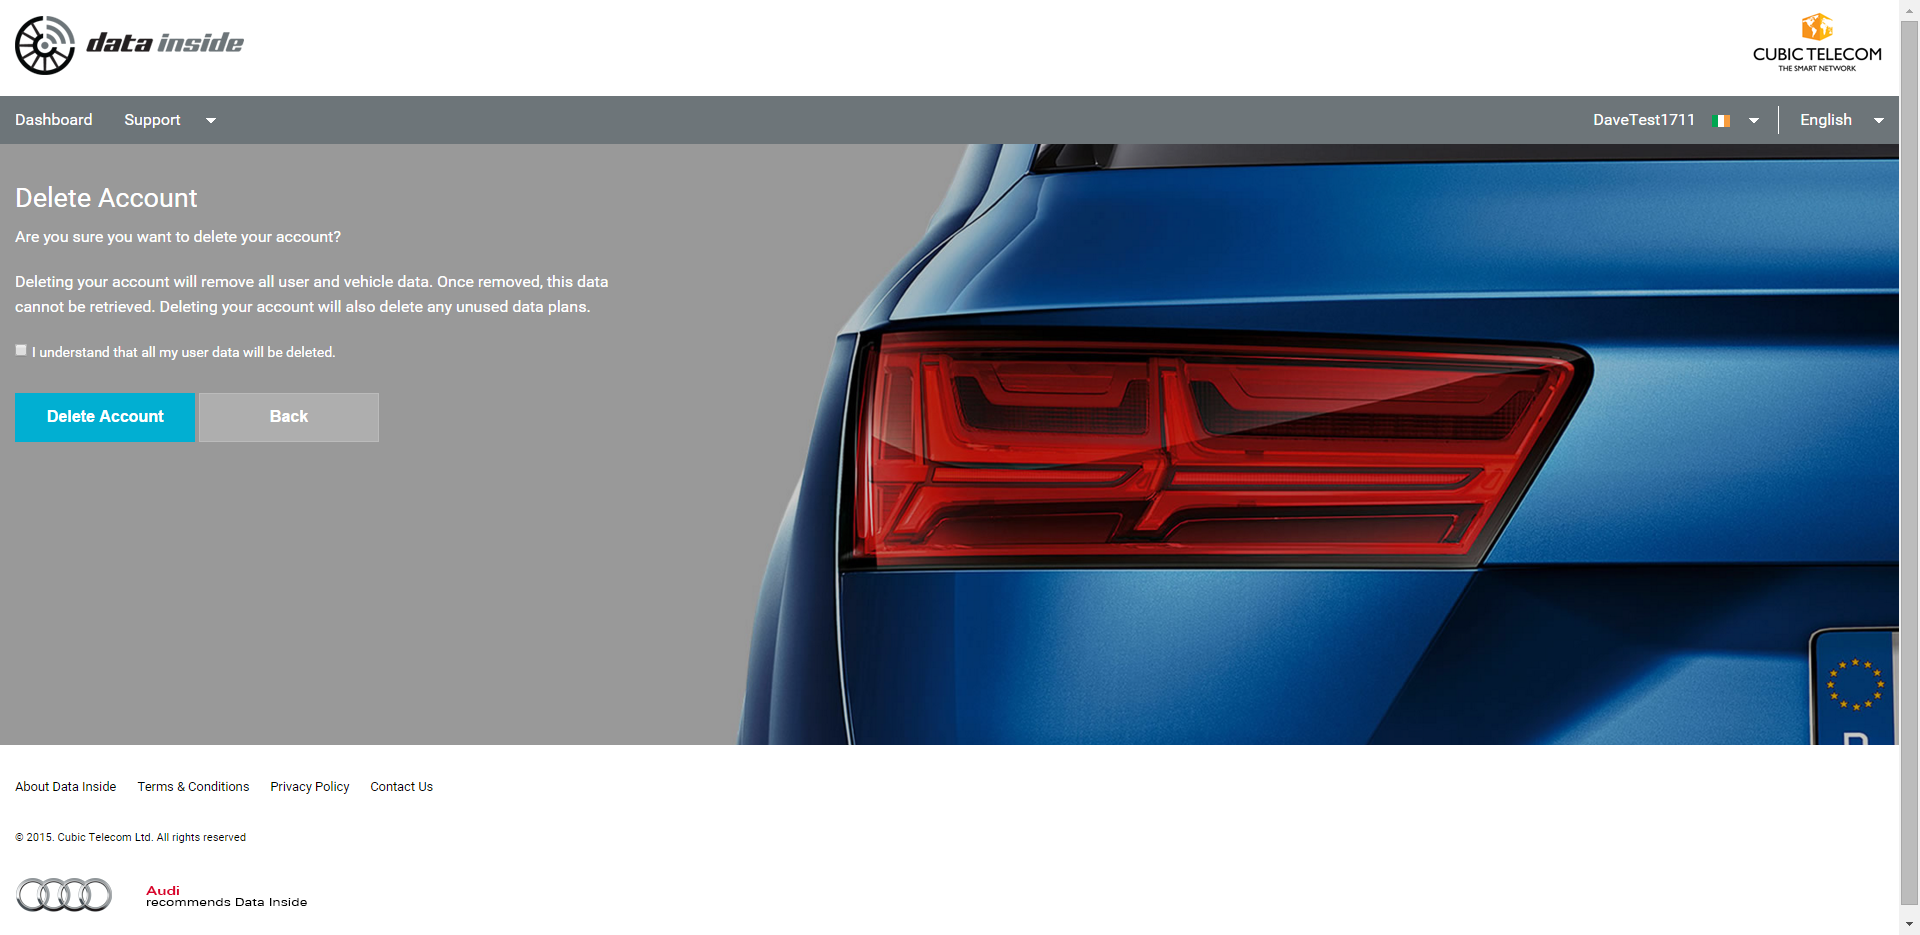 data inside
CUBIC TELECOM
THE SMART NETWORK
Dashboard Support
DaveTest1711 English
Delete Account
Are you sure you want to delete your account?
Deleting your account will remove all user and vehicle data. Once removed, this data
cannot be retrieved. Deleting your account will also delete any unused data plans.
I understand that all my user data will be deleted.
Delete Account Back
About Data Inside Terms & Conditions Privacy Policy Contact Us
© 2015. Cubic Telecom Ltd. All rights reserved
Audi
recommends Data Inside